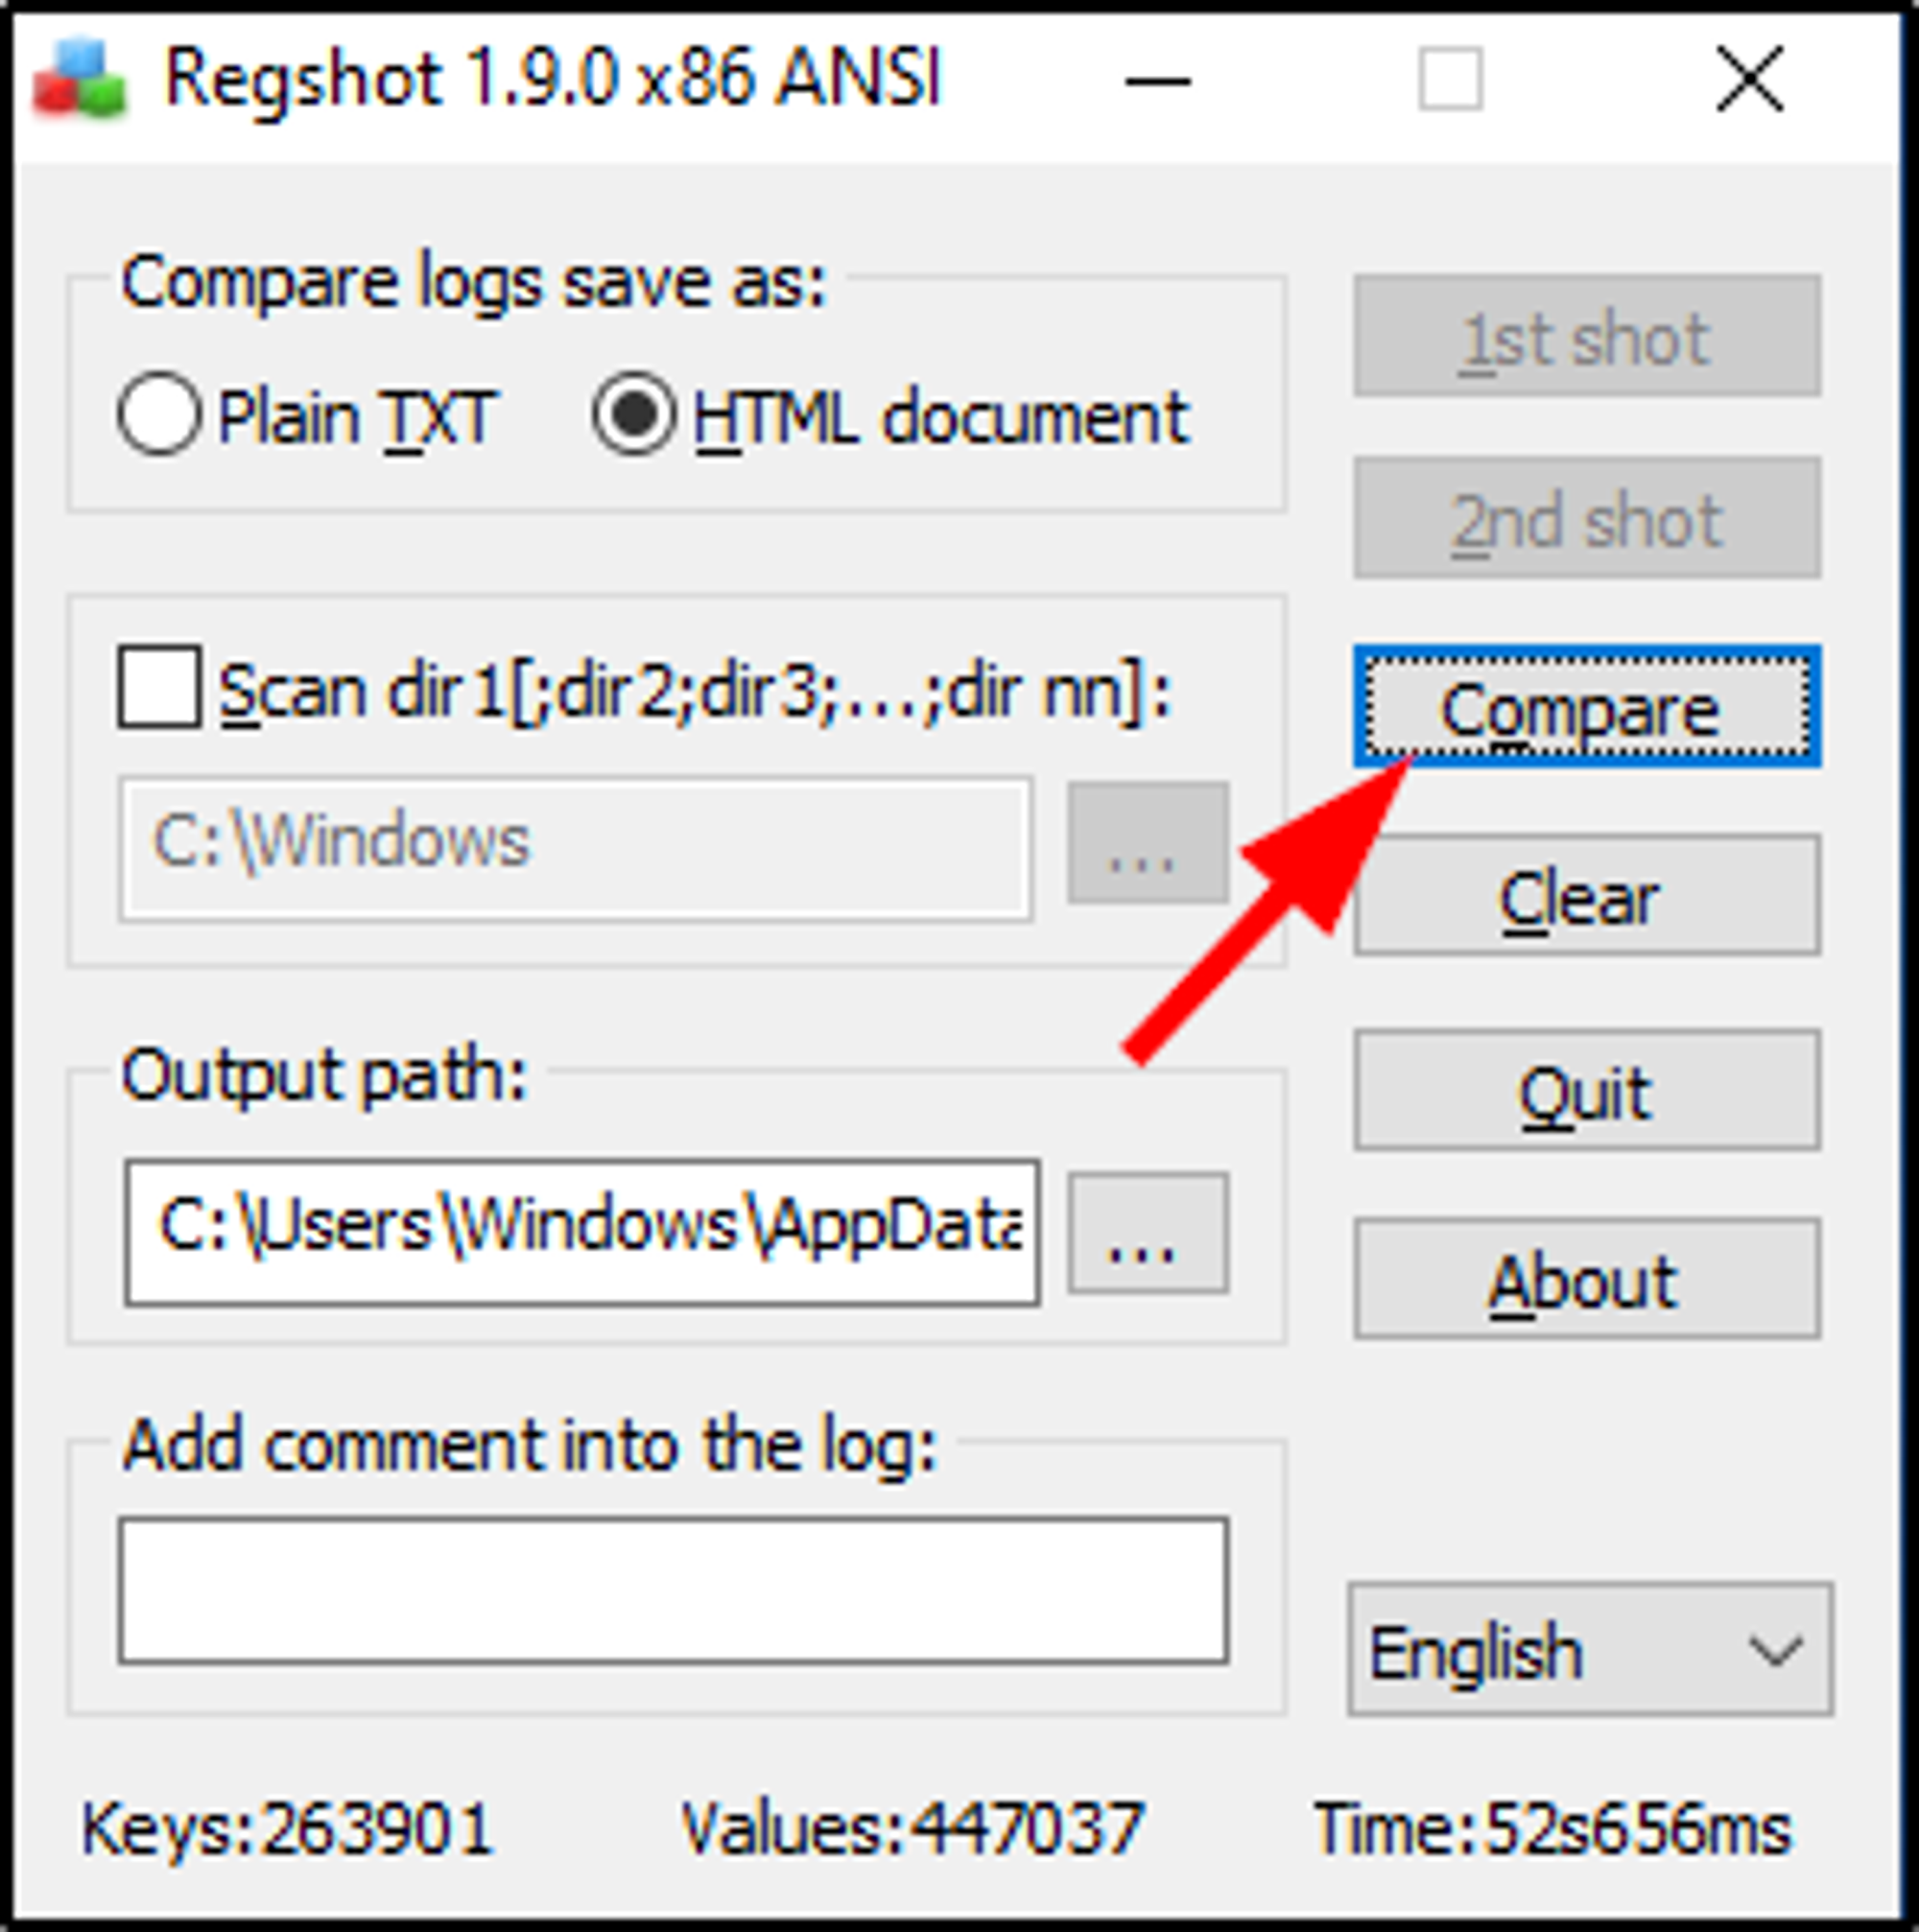 Regshot 1.9.0 x86 ANSI
Compare logs save as:
Plain TXT
HTML document
1st shot
2nd shot
Scan dir1[;dir2;dir3;...;dir nn]:
C:\Windows
...
Compare
Clear
Output path:
C:\Users\Windows\AppData
...
Quit
About
Add comment into the log:
English
Keys:263901
Values:447037
Time:52s656ms